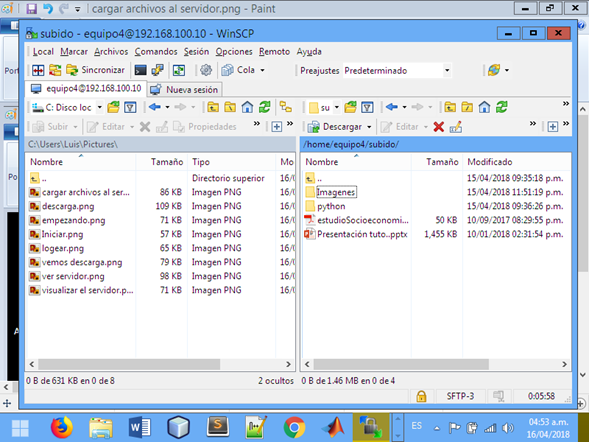 cargar archivos al servidor.png - Paint
subido - equipo4@192.168.100.10 - WinSCP
Local Marcar Archivos Comandos Sesión Opciones Remoto Ayuda
Sincronizar Cola Preajustes Predeterminado
equipo4@192.168.100.10 Nueva sesión
C: Disco loc su
Subir Editar Propiedades Descargar Editar
C:\Users\Luis\Pictures\ /home/equipo4/subido/
Nombre Tamaño Tipo Mo Nombre Tamaño Modificado
.. Directorio superior 16/0 .. 15/04/2018 09:35:18 p.m.
cargar archivos al ser... 86 KB Imagen PNG 16/0 Imagenes 15/04/2018 11:51:19 p.m.
descarga.png 109 KB Imagen PNG 16/0 python 15/04/2018 09:36:26 p.m.
empezando.png 71 KB Imagen PNG 16/0 estudioSocioeconomi... 50 KB 10/09/2017 08:29:55 p.m.
Iniciar.png 57 KB Imagen PNG 16/0 Presentación tuto..pptx 1,455 KB 10/01/2018 02:31:54 p.m.
logear.png 65 KB Imagen PNG 16/0
vemos descarga.png 79 KB Imagen PNG 16/0
ver servidor.png 98 KB Imagen PNG 16/0
visualizar el servidor.p... 71 KB Imagen PNG 16/0
0 B de 631 KB en 0 de 8 2 ocultos 0 B de 1.46 MB en 0 de 4
SFTP-3 0:05:58
ES 04:53 a.m.
16/04/2018